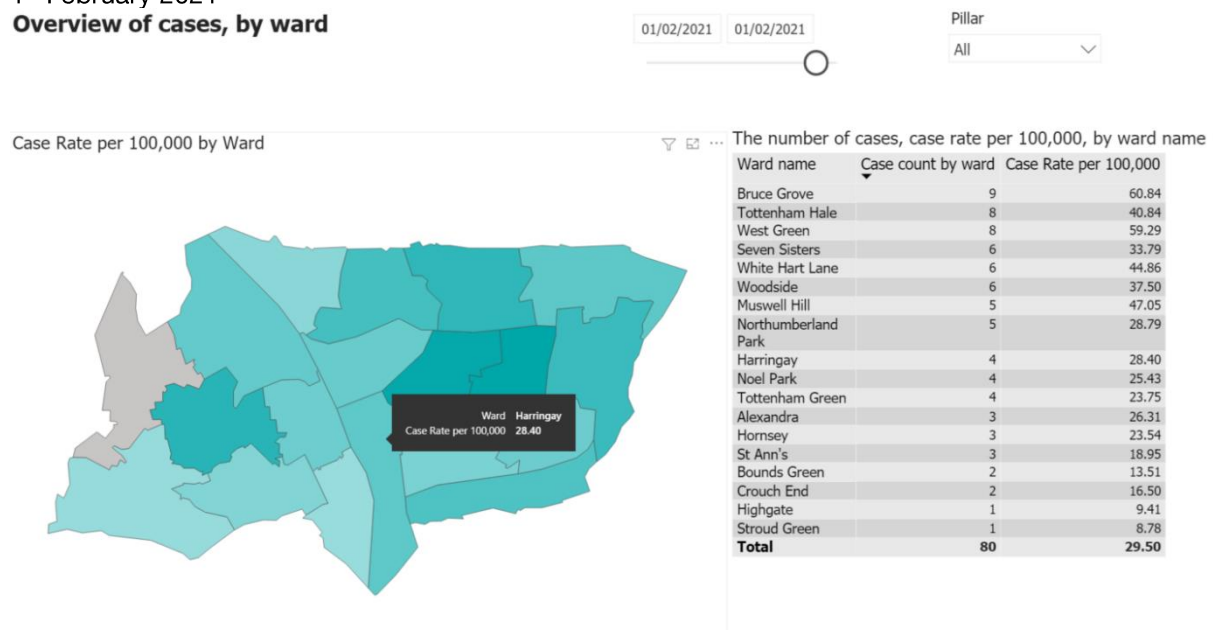 February 2021
Overview of cases, by ward
01/02/2021 01/02/2021
Pillar
All
Case Rate per 100,000 by Ward
Ward Harringay
Case Rate per 100,000 28.40
The number of cases, case rate per 100,000, by ward name
Ward name Case count by ward Case Rate per 100,000
Bruce Grove 9 60.84
Tottenham Hale 8 40.84
West Green 8 59.29
Seven Sisters 6 33.79
White Hart Lane 6 44.86
Woodside 6 37.50
Muswell Hill 5 47.05
Northumberland 5 28.79
Park
Harringay 4 28.40
Noel Park 4 25.43
Tottenham Green 4 23.75
Alexandra 3 26.31
Hornsey 3 23.54
St Ann's 3 18.95
Bounds Green 2 13.51
Crouch End 2 16.50
Highgate 1 9.41
Stroud Green 1 8.78
Total 80 29.50